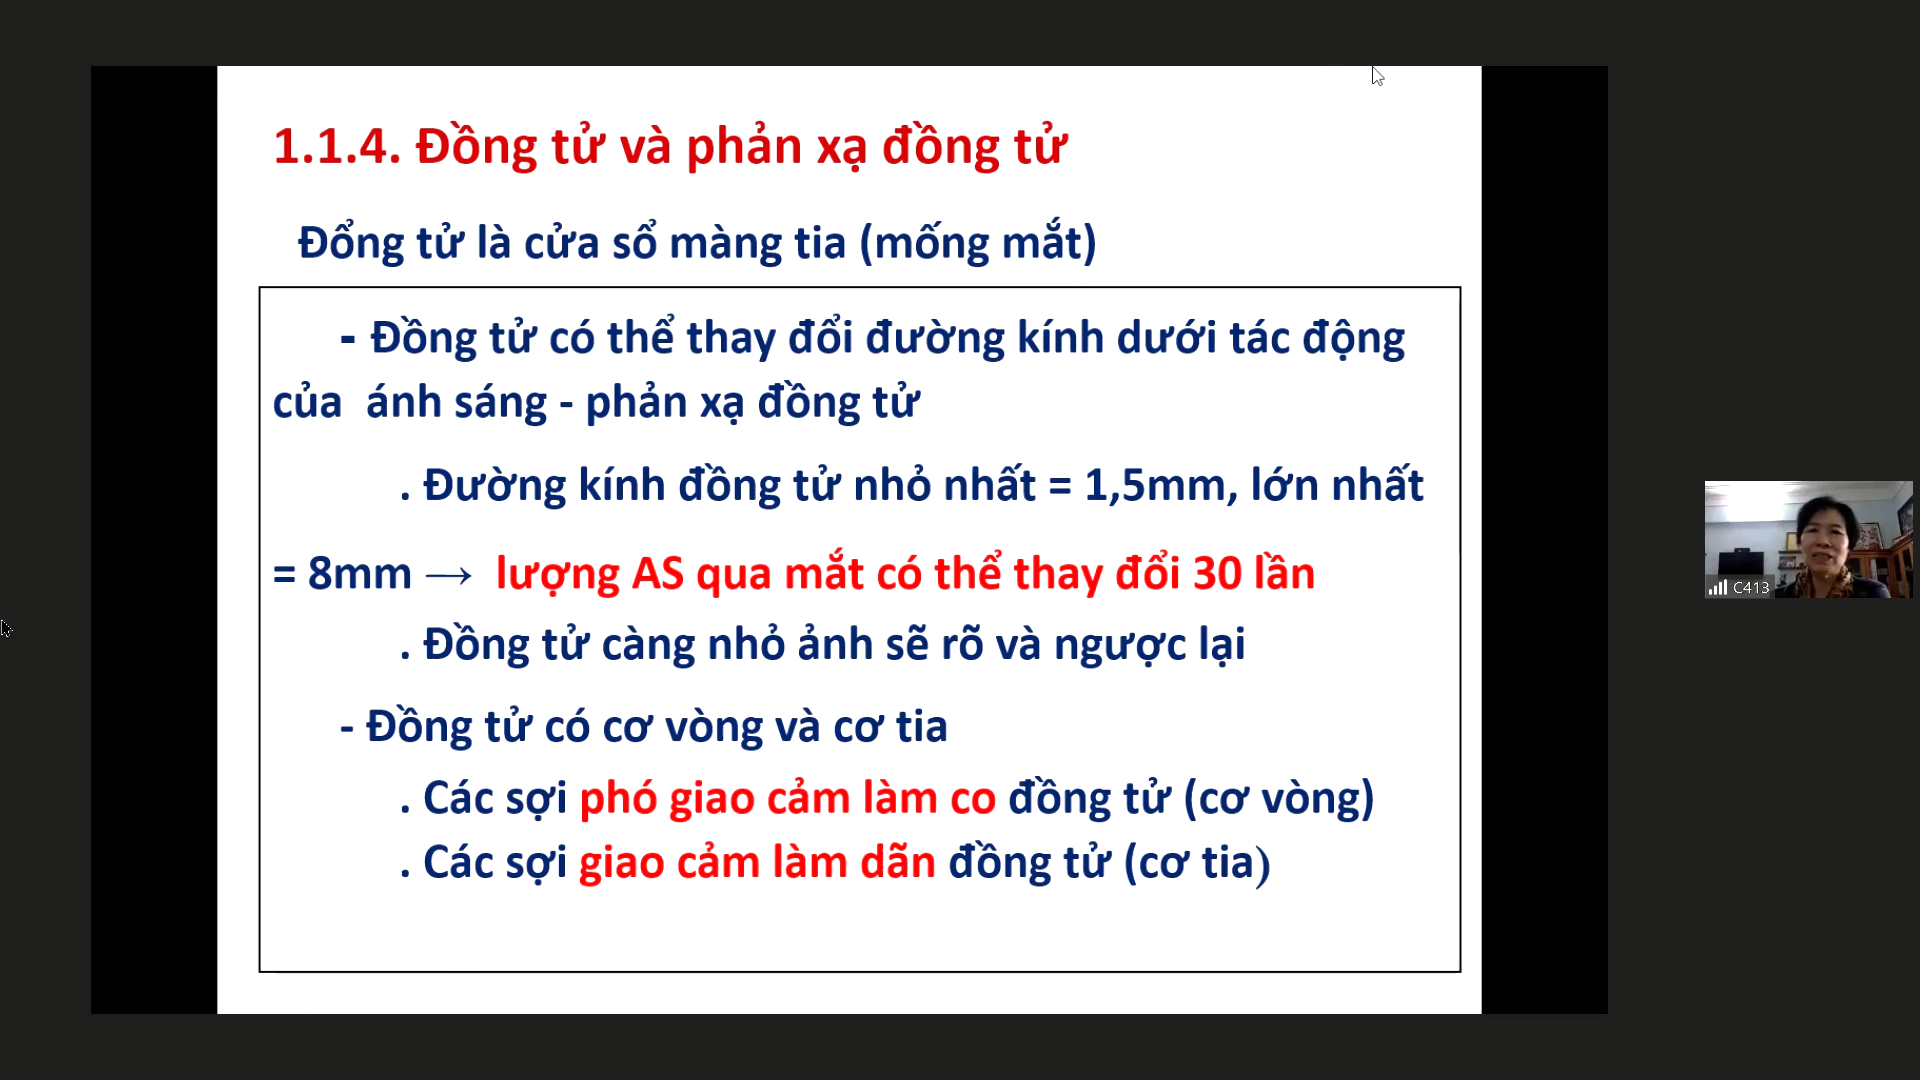 1.1.4. Đồng tử và phản xạ đồng tử
Đổng tử là cửa sổ màng tia (mống mắt)
- Đồng tử có thể thay đổi đường kính dưới tác động
của ánh sáng - phản xạ đồng tử
. Đường kính đồng tử nhỏ nhất = 1,5mm, lớn nhất
= 8mm → lượng AS qua mắt có thể thay đổi 30 lần
. Đồng tử càng nhỏ ảnh sẽ rõ và ngược lại
- Đồng tử có cơ vòng và cơ tia
. Các sợi phó giao cảm làm co đồng tử (cơ vòng)
. Các sợi giao cảm làm dãn đồng tử (cơ tia)
C413